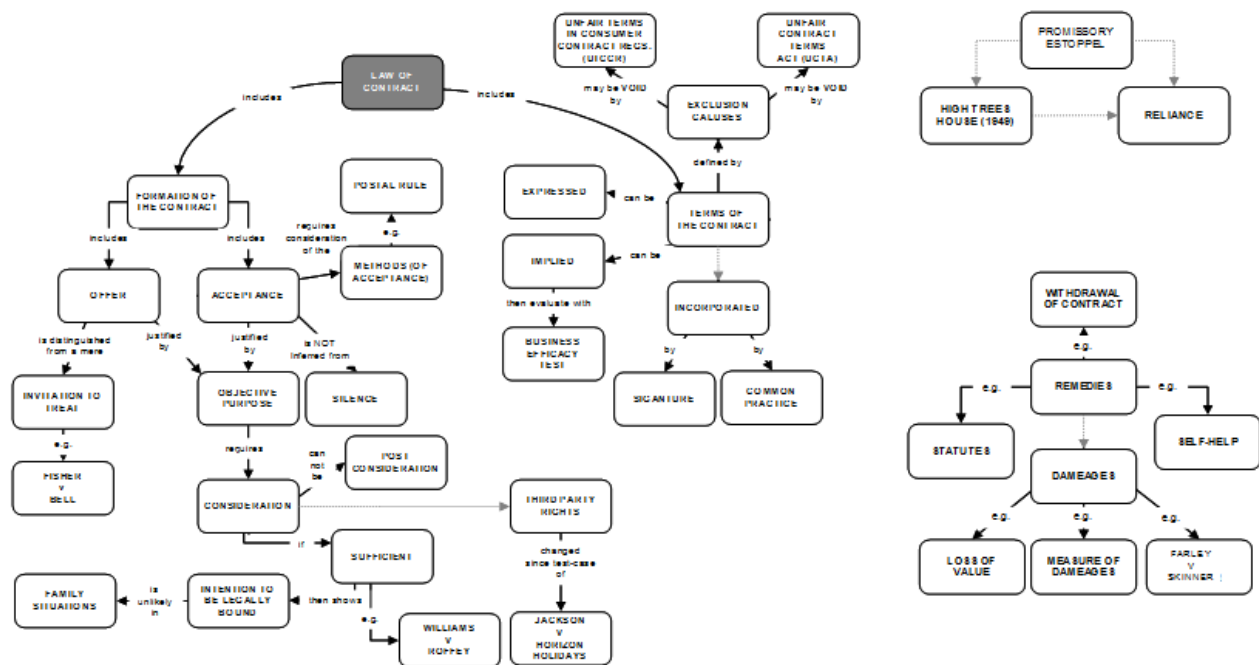 UNFAIR TERMS
IN CONSUMER
CONTRACT REGS.
(UTCCR)
UNFAIR
CONTRACT
TERMS
ACT (UCTA)
PROMISSORY
ESTOPPEL
LAW OF
CONTRACT
includes
includes
may be VOID
by
may be VOID
by
EXCLUSION
CALUSES
HIGH TREES
HOUSE (1949)
RELIANCE
defined by
FORMATION OF
THE CONTRACT
POSTAL RULE
EXPRESSED
can be
TERMS OF
THE CONTRACT
includes
includes
requires
consideration
of the
e.g.
METHODS (OF
ACCEPTANCE)
IMPLIED
can be
OFFER
ACCEPTANCE
then evaluate with
INCORPORATED
WITHDRAWAL
OF CONTRACT
is distinguished
from a mere
justified
by
justified
by
is NOT
inferred from
BUSINESS
EFFICACY
TEST
by
by
e.g.
INVITATION TO
TREAT
OBJECTIVE
PURPOSE
SILENCE
SIGANTURE
COMMON
PRACTICE
e.g.
REMEDIES
e.g.
e.g.
requires
STATUTES
SELF-HELP
FISHER
V
BELL
can
not
be
POST
CONSIDERATION
DAMEAGES
CONSIDERATION
THIRD PARTY
RIGHTS
e.g.
e.g.
e.g.
if
SUFFICIENT
changed
since test-case
of
LOSS OF
VALUE
MEASURE OF
DAMEAGES
FARLEY
V
SKINNER
FAMILY
SITUATIONS
is
unlikely
in
INTENTION TO
BE LEGALLY
BOUND
then shows
e.g.
WILLIAMS
V
ROFFEY
JACKSON
V
HORIZON
HOLIDAYS